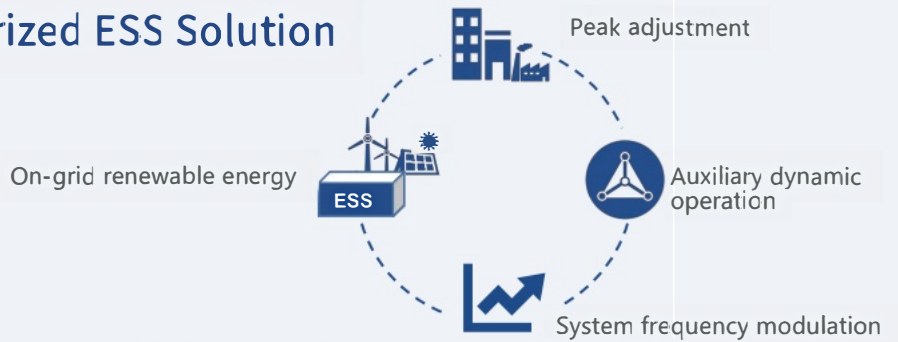 rized ESS Solution
Peak adjustment
On-grid renewable energy
ESS
Auxiliary dynamic
operation
System frequency modulation